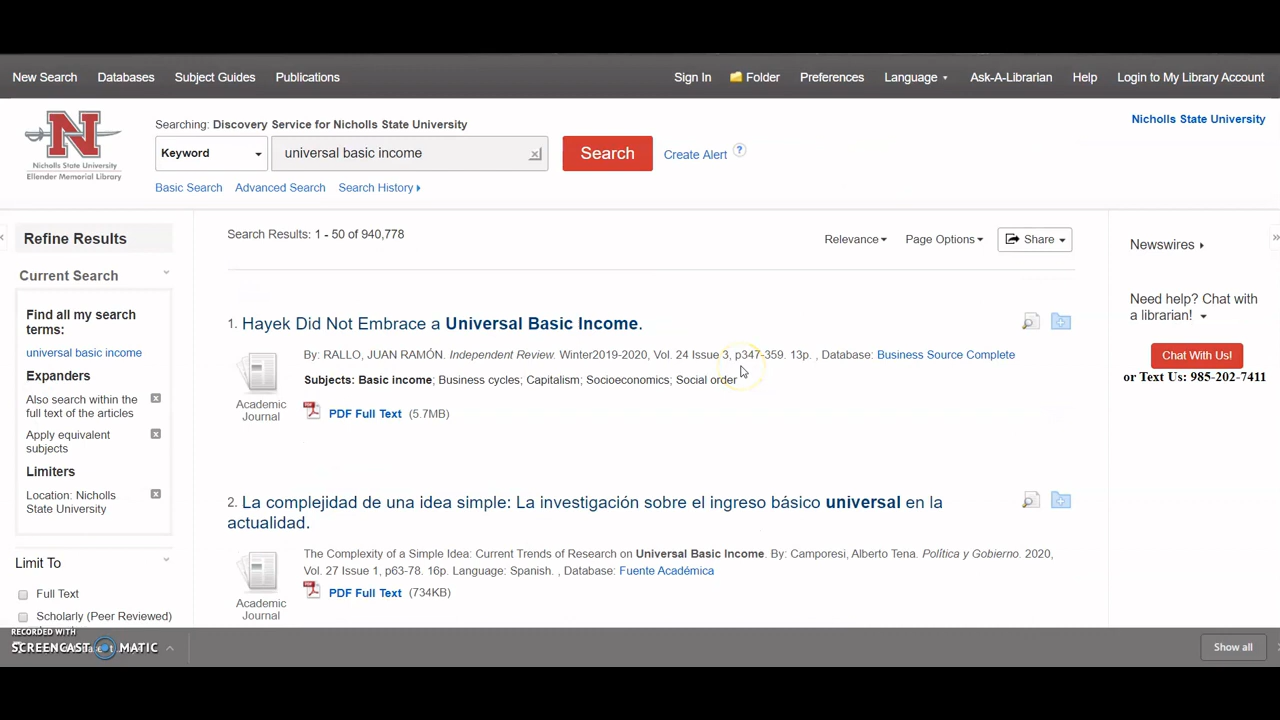 New Search Databases Subject Guides Publications Sign In Folder Preferences Language Ask-A-Librarian Help Login to My Library Account
N
Nicholls State University
Ellender Memorial Library
Searching: Discovery Service for Nicholls State University
Keyword universal basic income x Search Create Alert ?
Basic Search Advanced Search Search History
Nicholls State University
Refine Results
Current Search
Find all my search
terms:
universal basic income
Expanders
Also search within the
full text of the articles
Apply equivalent
subjects
Limiters
Location: Nicholls
State University
Limit To
Full Text
Scholarly (Peer Reviewed)
Search Results: 1 - 50 of 940,778
Relevance Page Options Share
1. Hayek Did Not Embrace a Universal Basic Income.
By: RALLO, JUAN RAMÓN. Independent Review. Winter2019-2020, Vol. 24 Issue 3, p347-359. 13p. , Database: Business Source Complete
Subjects: Basic income; Business cycles; Capitalism; Socioeconomics; Social order
Academic
Journal
PDF Full Text (5.7MB)
2. La complejidad de una idea simple: La investigación sobre el ingreso básico universal en la
actualidad.
The Complexity of a Simple Idea: Current Trends of Research on Universal Basic Income. By: Camporesi, Alberto Tena. Política y Gobierno. 2020,
Vol. 27 Issue 1, p63-78. 16p. Language: Spanish. , Database: Fuente Académica
Academic
Journal
PDF Full Text (734KB)
Newswires
Need help? Chat with
a librarian!
Chat With Us!
or Text Us: 985-202-7411
RECORDED WITH
SCREENCAST MATIC
Show all